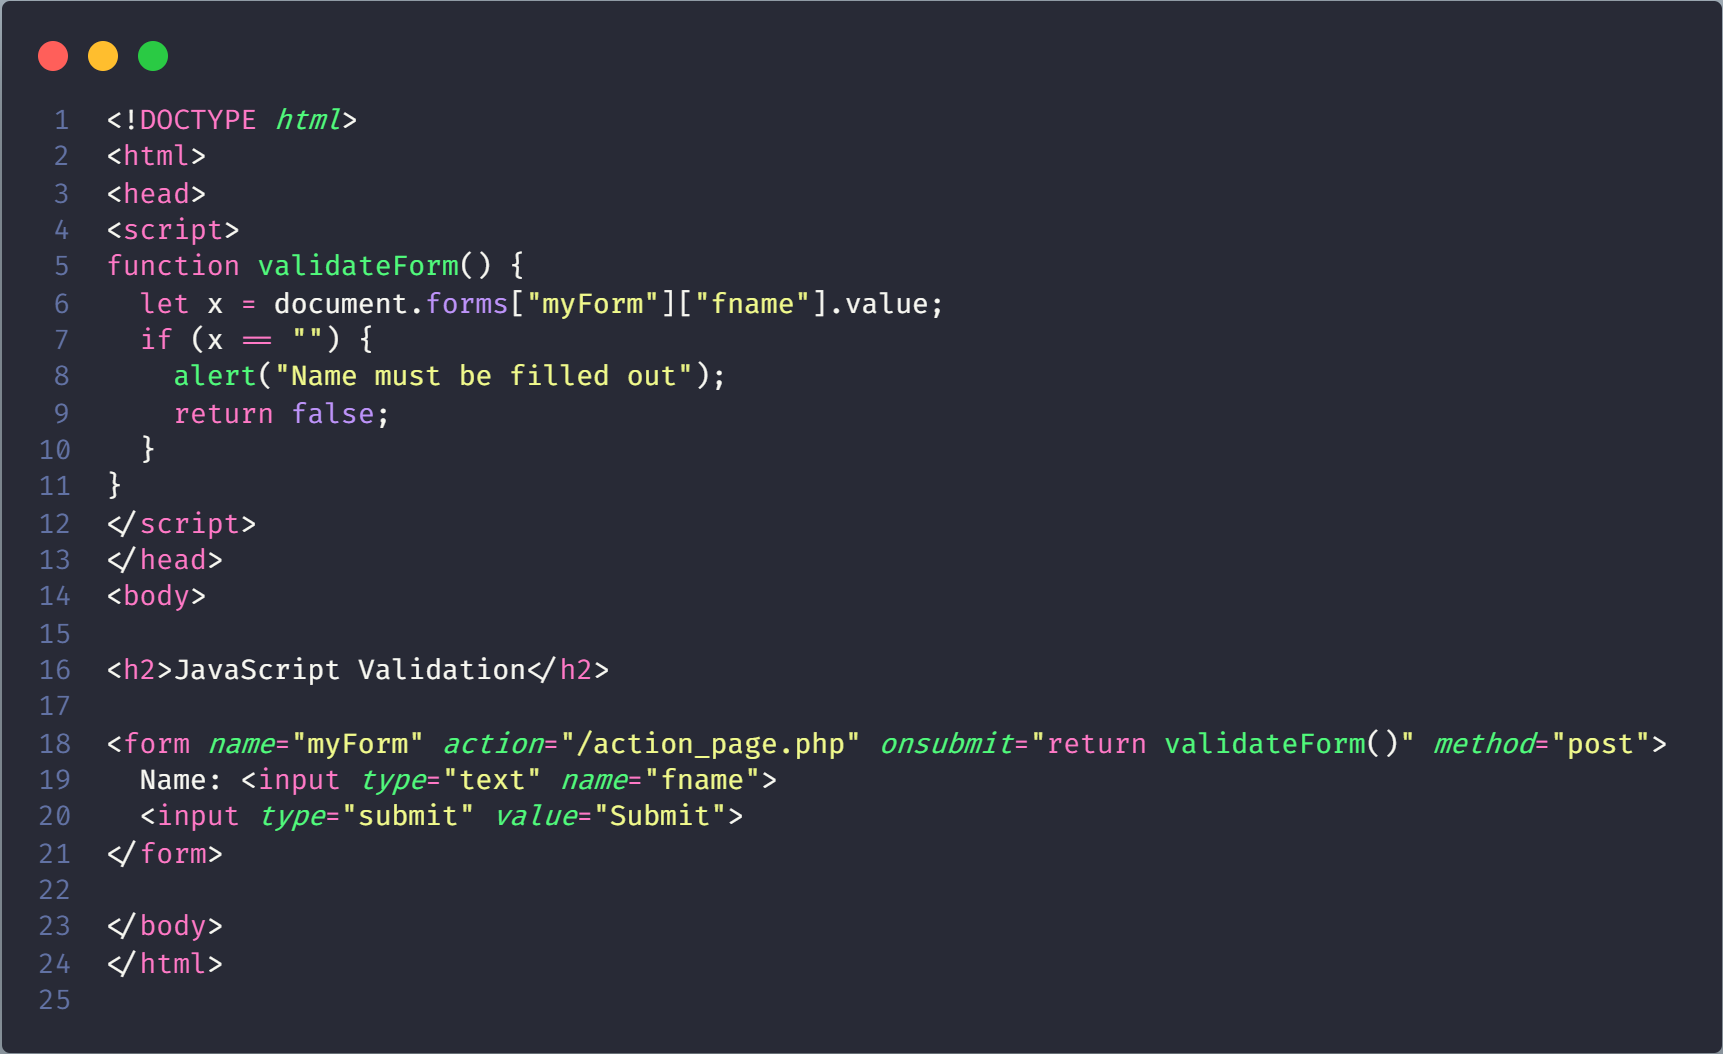 1 <!DOCTYPE html>
2 <html>
3 <head>
4 <script>
5 function validateForm() {
6   let x = document.forms["myForm"]["fname"].value;
7   if (x == "") {
8     alert("Name must be filled out");
9     return false;
10   }
11 }
12 </script>
13 </head>
14 <body>
15
16 <h2>JavaScript Validation</h2>
17
18 <form name="myForm" action="/action_page.php" onsubmit="return validateForm()" method="post">
19   Name: <input type="text" name="fname">
20   <input type="submit" value="Submit">
21 </form>
22
23 </body>
24 </html>
25